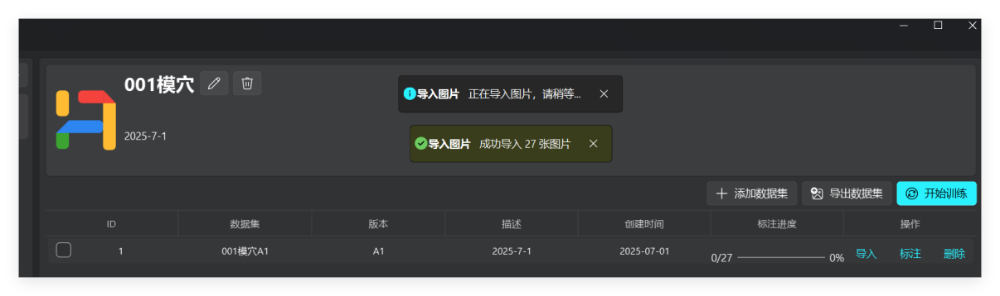 001模穴
2025-7-1
导入图片 正在导入图片，请稍等...
导入图片 成功导入 27 张图片
添加数据集 导出数据集 开始训练
ID 数据集 版本 描述 创建时间 标注进度 操作
1 001模穴A1 A1 2025-7-1 2025-07-01 0/27 0% 导入 标注 删除